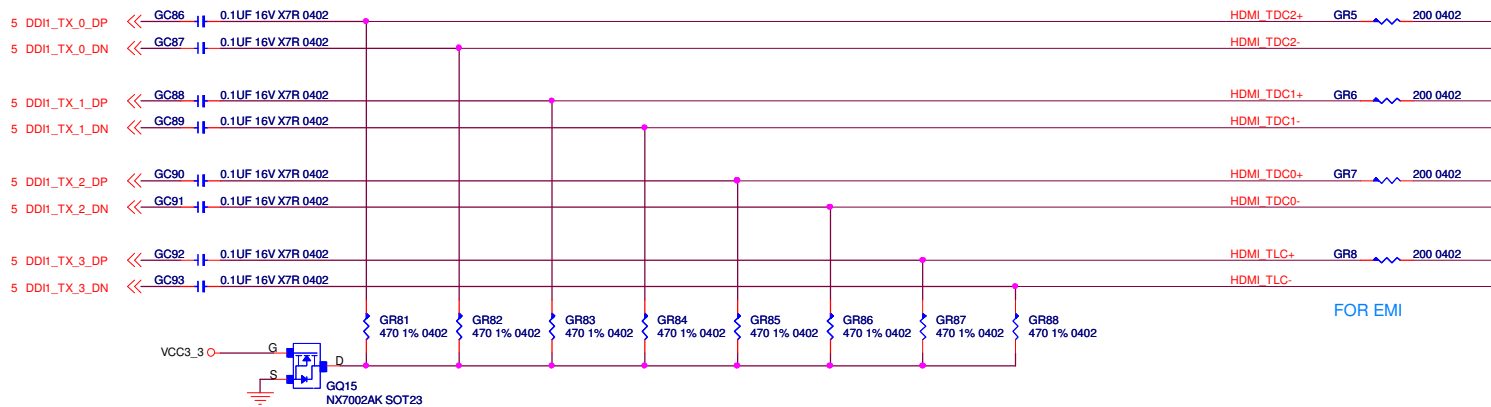 5 DDI1_TX_0_DP GC86 0.1UF 16V X7R 0402 HDMI_TDC2+ GR5 200 0402
5 DDI1_TX_0_DN GC87 0.1UF 16V X7R 0402 HDMI_TDC2-
5 DDI1_TX_1_DP GC88 0.1UF 16V X7R 0402 HDMI_TDC1+ GR6 200 0402
5 DDI1_TX_1_DN GC89 0.1UF 16V X7R 0402 HDMI_TDC1-
5 DDI1_TX_2_DP GC90 0.1UF 16V X7R 0402 HDMI_TDC0+ GR7 200 0402
5 DDI1_TX_2_DN GC91 0.1UF 16V X7R 0402 HDMI_TDC0-
5 DDI1_TX_3_DP GC92 0.1UF 16V X7R 0402 HDMI_TLC+ GR8 200 0402
5 DDI1_TX_3_DN GC93 0.1UF 16V X7R 0402 HDMI_TLC-
FOR EMI
GR81 GR82 GR83 GR84 GR85 GR86 GR87 GR88
470 1% 0402 470 1% 0402 470 1% 0402 470 1% 0402 470 1% 0402 470 1% 0402 470 1% 0402 470 1% 0402
VCC3_3 G
D
S
GQ15
NX7002AK SOT23